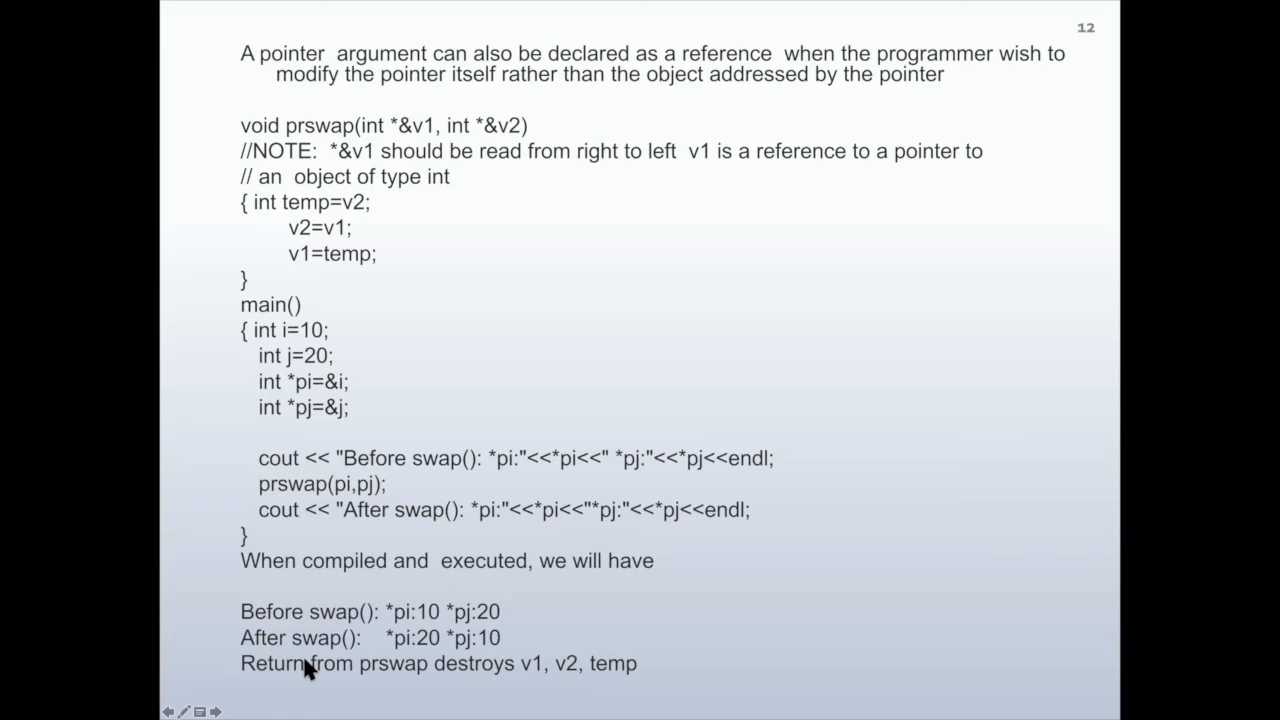 12
A pointer  argument can also be declared as a reference  when the programmer wish to
modify the pointer itself rather than the object addressed by the pointer
void prswap(int *&v1, int *&v2)
//NOTE:  *&v1 should be read from right to left  v1 is a reference to a pointer to
// an  object of type int
{ int temp=v2;
v2=v1;
v1=temp;
}
main()
{ int i=10;
int j=20;
int *pi=&i;
int *pj=&j;
cout << "Before swap(): *pi:"<<*pi<<" *pj:"<<*pj<<endl;
prswap(pi,pj);
cout << "After swap(): *pi:"<<*pi<<"*pj:"<<*pj<<endl;
}
When compiled and  executed, we will have
Before swap(): *pi:10 *pj:20
After swap():    *pi:20 *pj:10
Return from prswap destroys v1, v2, temp